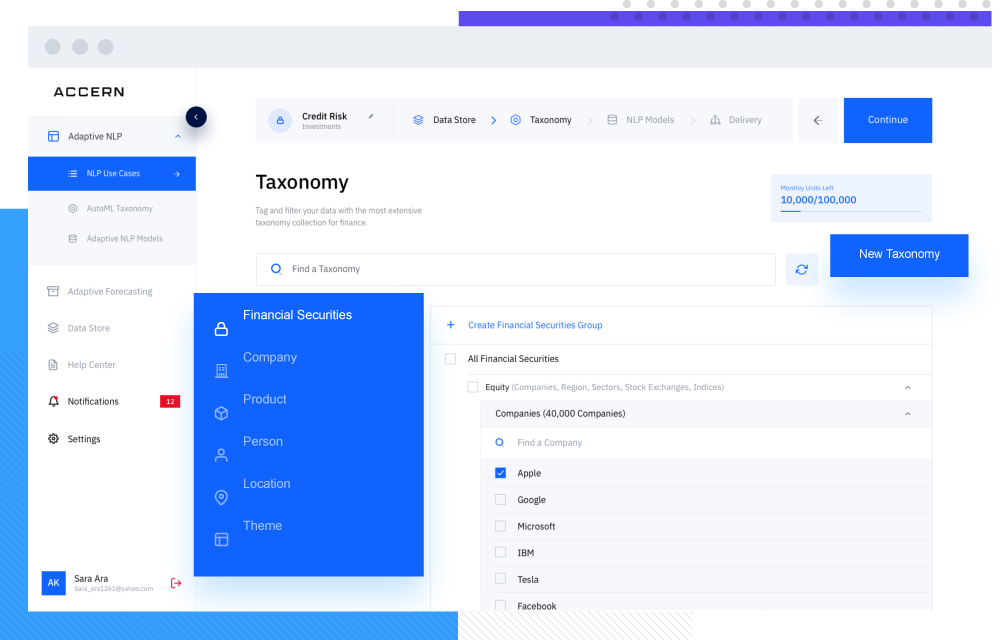 ACCERN
Adaptive NLP
NLP Use Cases
AutoML Taxonomy
Adaptive NLP Models
Adaptive Forecasting
Data Store
Help Center
Notifications 12
Settings
AK Sara Ara
Sara_ara1261@yahoo.com
Credit Risk
Investments
Data Store Taxonomy NLP Models Delivery
Continue
Taxonomy
Tag and filter your data with the most extensive
taxonomy collection for finance.
Monthly Units Left
10,000/100,000
Find a Taxonomy
New Taxonomy
Financial Securities
Company
Product
Person
Location
Theme
+ Create Financial Securities Group
All Financial Securities
Equity (Companies, Region, Sectors, Stock Exchanges, Indices)
Companies (40,000 Companies)
Find a Company
Apple
Google
Microsoft
IBM
Tesla
Facebook